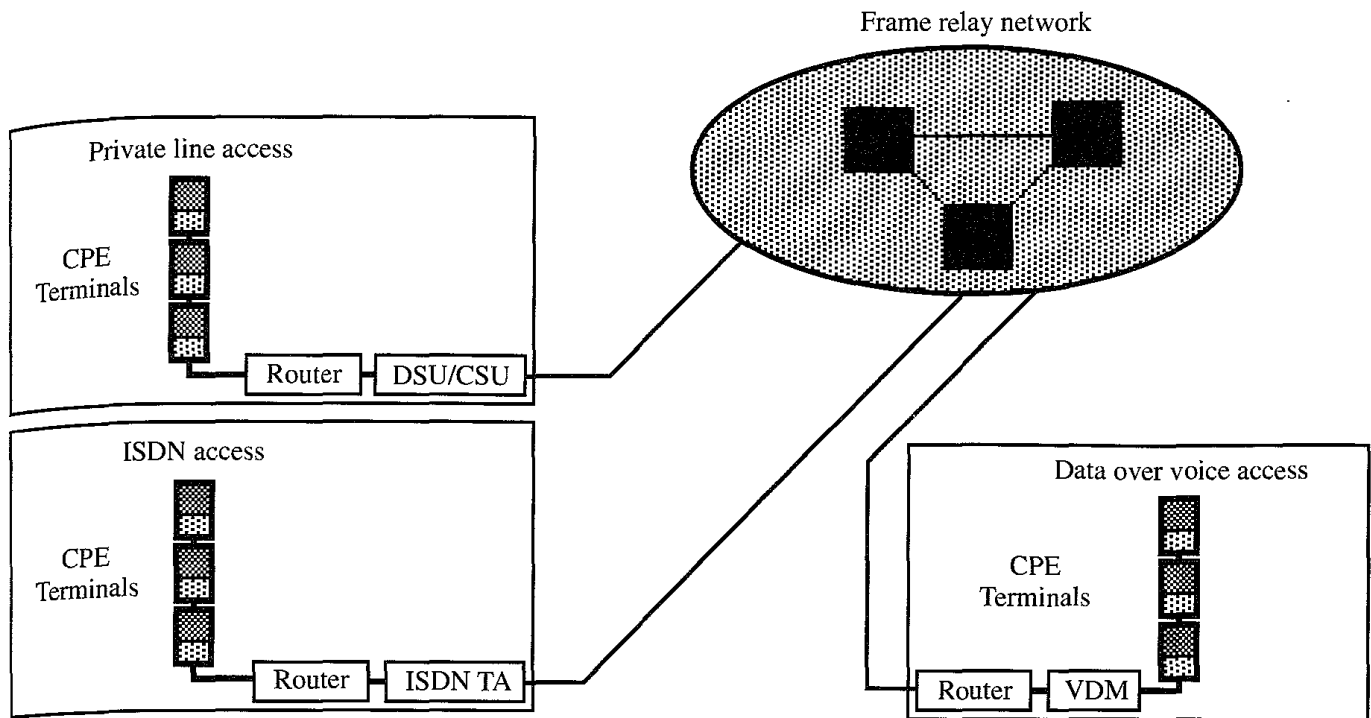 Frame relay network
Private line access
CPE
Terminals
Router
DSU/CSU
ISDN access
CPE
Terminals
Router
ISDN TA
Data over voice access
CPE
Terminals
Router
VDM